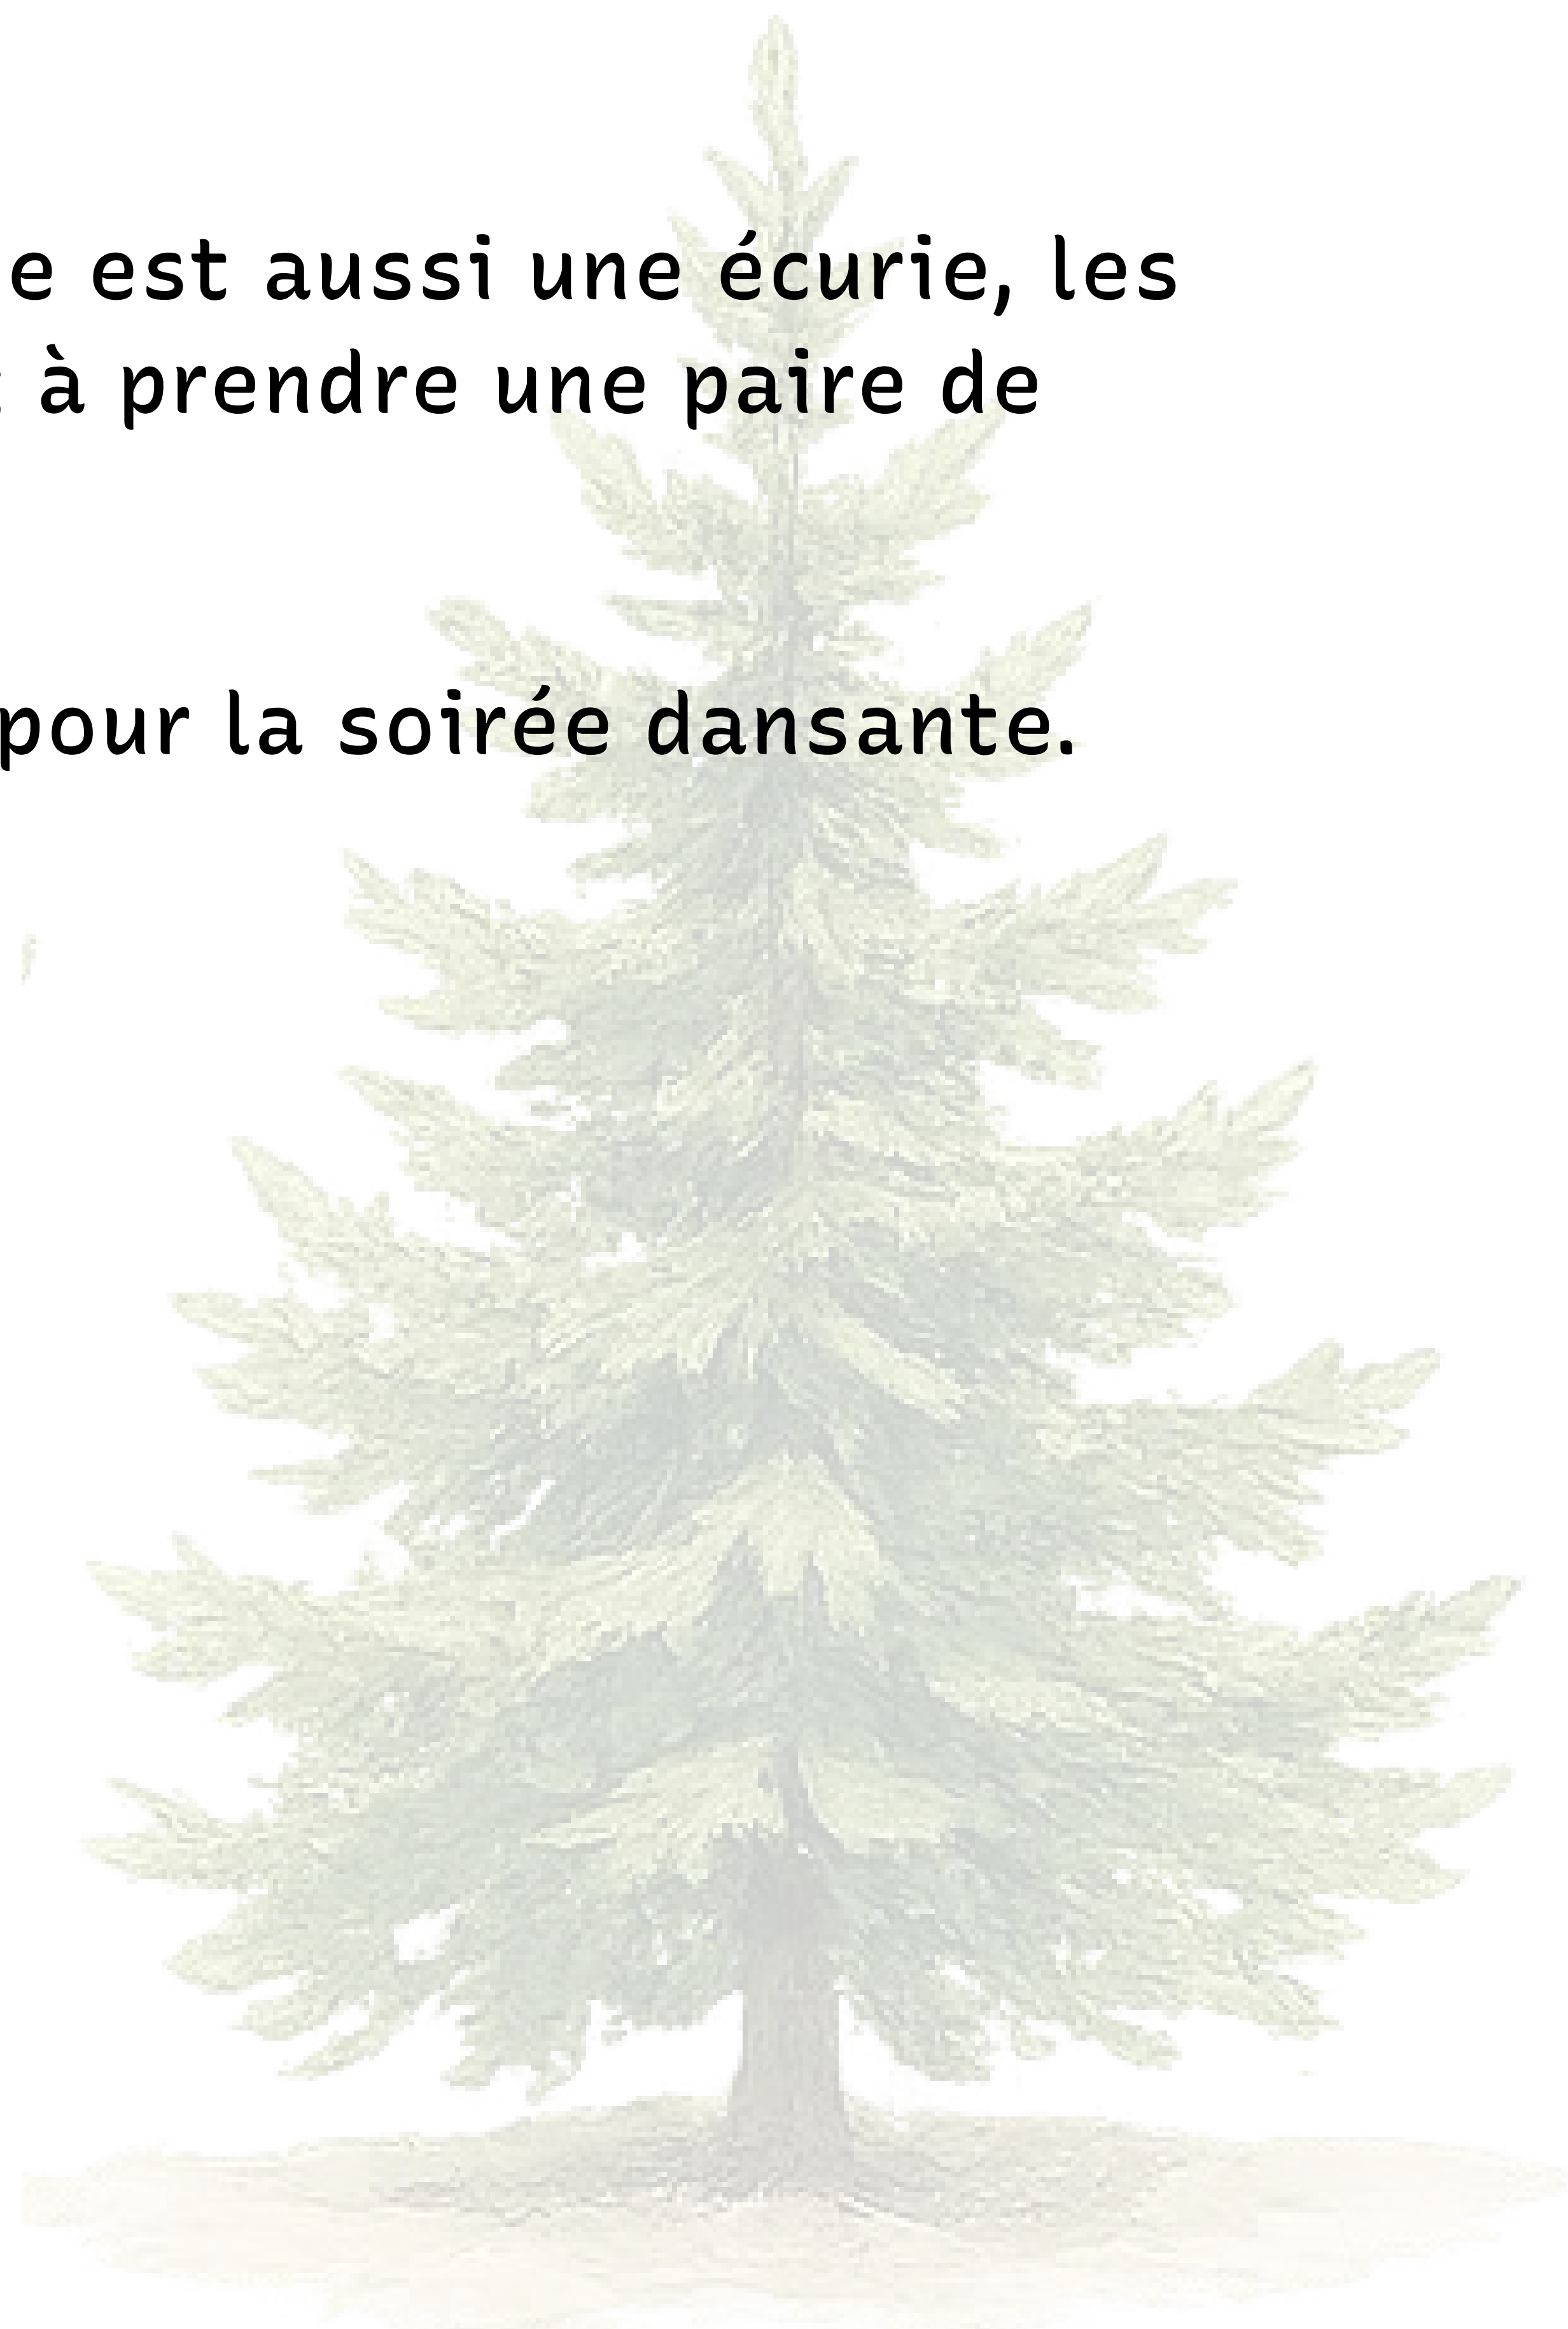 e est aussi une écurie, les
à prendre une paire de
pour la soirée dansante.